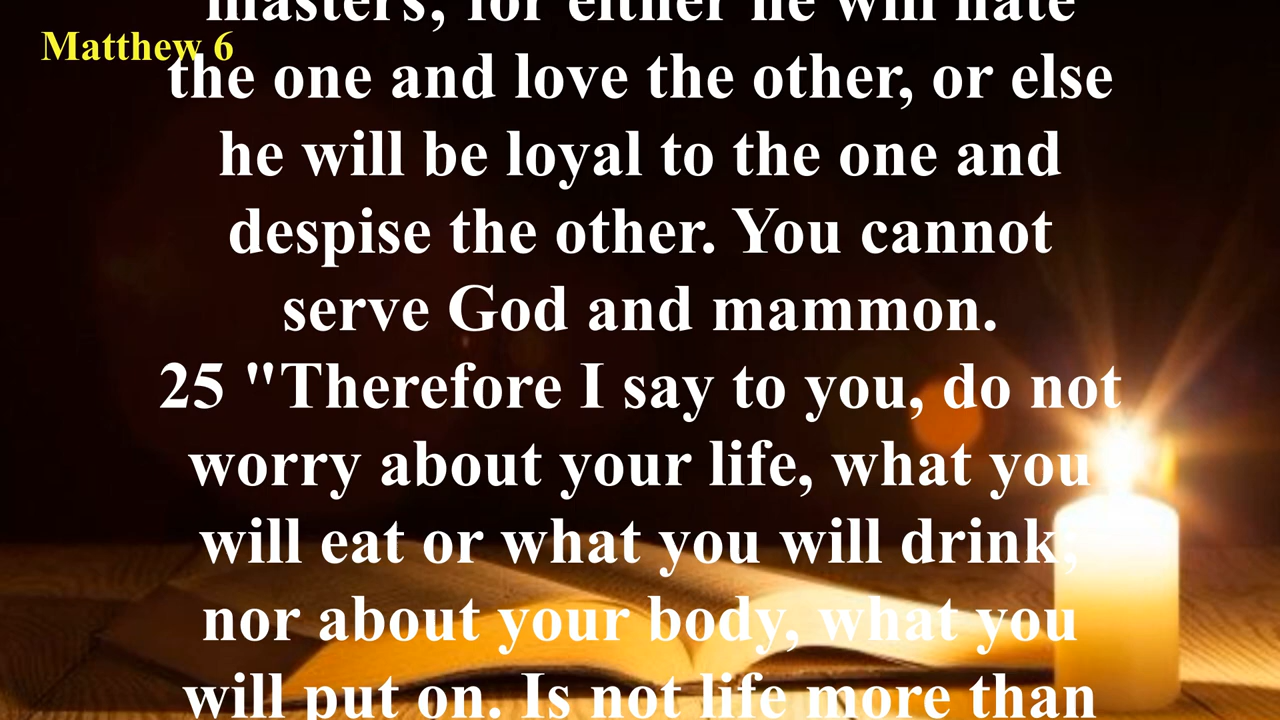 masters; for either he will hate
Matthew 6
the one and love the other, or else
he will be loyal to the one and
despise the other. You cannot
serve God and mammon.
25 "Therefore I say to you, do not
worry about your life, what you
will eat or what you will drink;
nor about your body, what you
will put on. Is not life more than